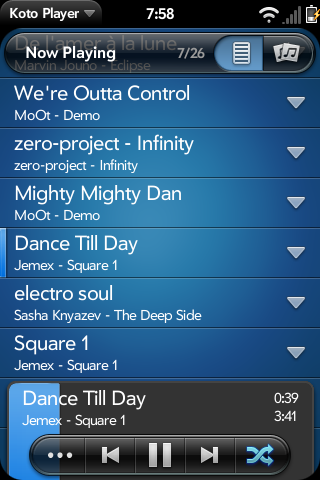 Koto Player 7:58
De l'amer à la lune
Now Playing 7/26
Marvin Jouno - Eclipse
We're Outta Control
MoOt - Demo
zero-project - Infinity
zero-project - Infinity
Mighty Mighty Dan
MoOt - Demo
Dance Till Day
Jemex - Square 1
electro soul
Sasha Knyazev - The Deep Side
Square 1
Jemex - Square 1
Dance Till Day 0:39
Jemex - Square 1 3:41